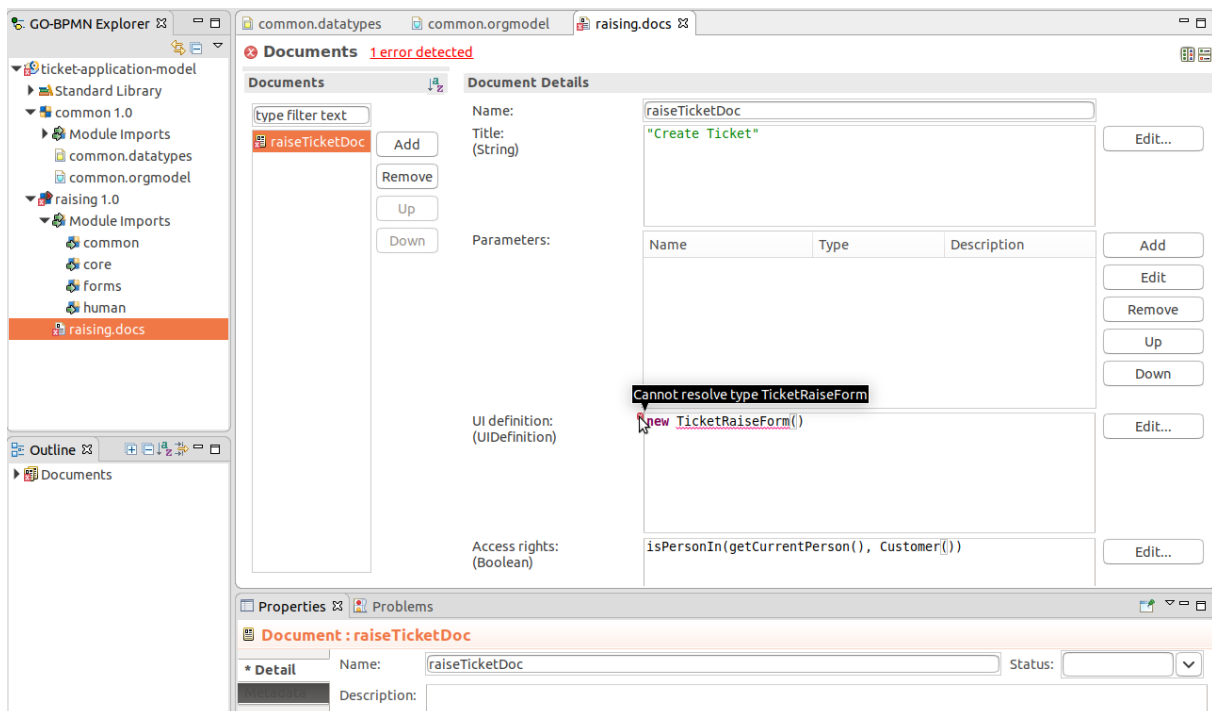 GO-BPMN Explorer
ticket-application-model
Standard Library
common 1.0
Module Imports
common.datatypes
common.orgmodel
raising 1.0
Module Imports
common
core
forms
human
raising.docs
Outline
Documents
common.datatypes common.orgmodel raising.docs
Documents 1 error detected
Documents
type filter text
raiseTicketDoc
Add
Remove
Up
Down
Document Details
Name: raiseTicketDoc
Title: "Create Ticket" Edit...
(String)
Parameters: Name Type Description Add
Edit
Remove
Up
Down
Cannot resolve type TicketRaiseForm
UI definition: new TicketRaiseForm() Edit...
(UIDefinition)
Access rights: isPersonIn(getCurrentPerson(), Customer()) Edit...
(Boolean)
Properties Problems
Document : raiseTicketDoc
* Detail Name: raiseTicketDoc Status:
Metadata Description: